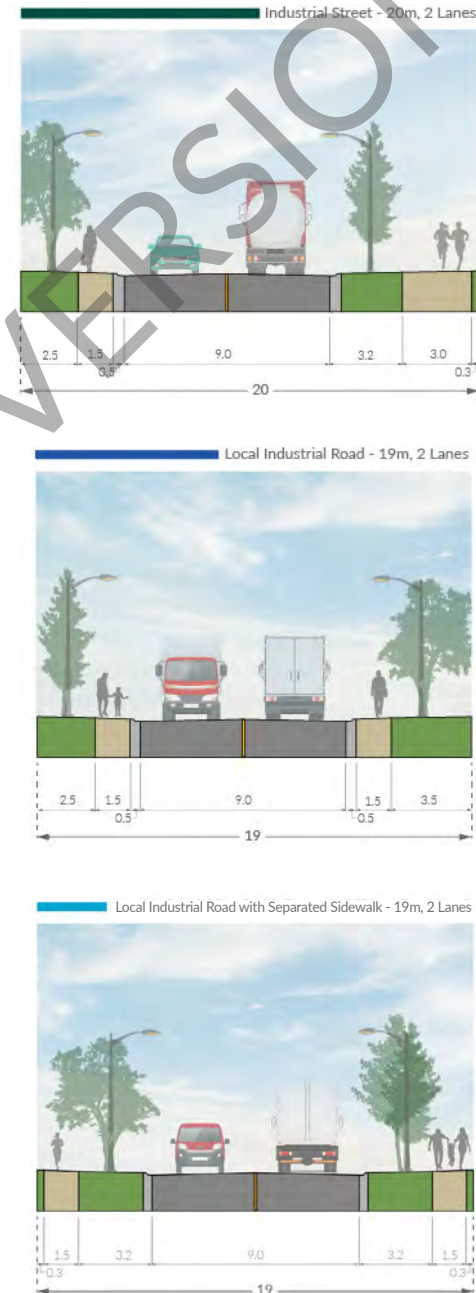 Industrial Street - 20m, 2 Lanes
VERSION
2.5 1.5 9.0 3.2 3.0
0.5 0.3
20
Local Industrial Road - 19m, 2 Lanes
2.5 1.5 9.0 1.5 3.5
0.5 0.5
19
Local Industrial Road with Separated Sidewalk - 19m, 2 Lanes
1.5 3.2 9.0 3.2 1.5
0.3 0.3
19